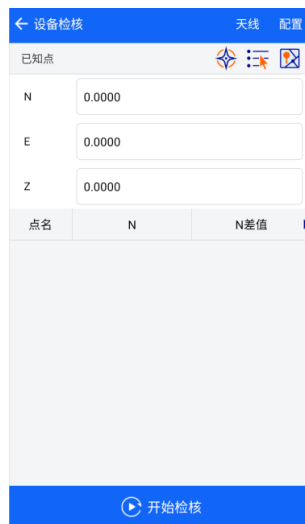 设备检核 天线 配置
已知点
N 0.0000
E 0.0000
Z 0.0000
点名 N N差值
开始检核